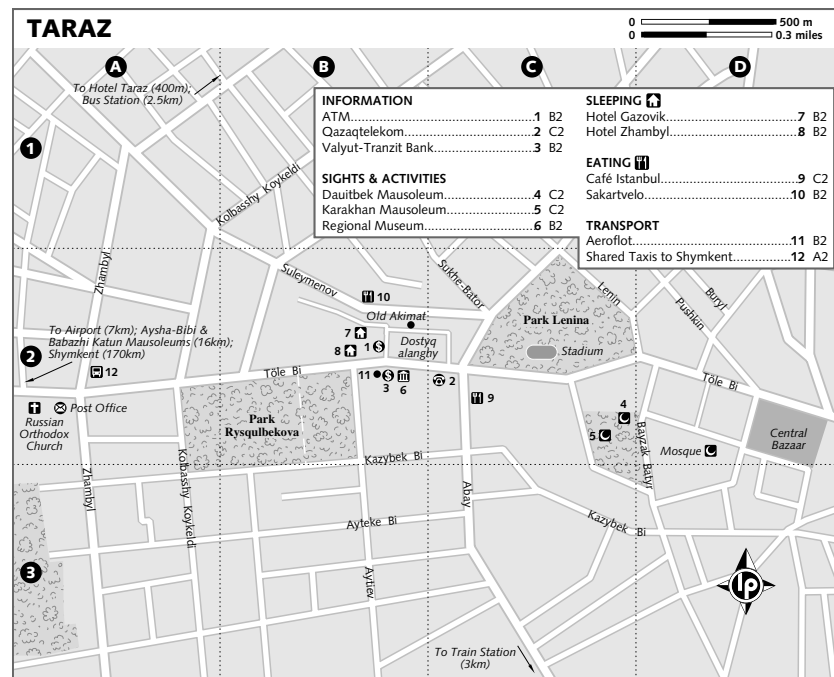 TARAZ
0 500 m
0 0.3 miles
A
B
C
D
1
2
3
To Hotel Taraz (400m);
Bus Station (2.5km)
INFORMATION
ATM 1 B2
Qazaqtelekom 2 C2
Valyut-Tranzit Bank 3 B2
SIGHTS & ACTIVITIES
Dauitbek Mausoleum 4 C2
Karakhan Mausoleum 5 C2
Regional Museum 6 B2
SLEEPING
Hotel Gazovik 7 B2
Hotel Zhambyl 8 B2
EATING
Café Istanbul 9 C2
Sakartvelo 10 B2
TRANSPORT
Aeroflot 11 B2
Shared Taxis to Shymkent 12 A2
Kolbasshy Koykeldi
Zhambyl
Suleymenov
Sukhe-Bator
Lenin
Pushkin
Buryl
10
Old Akimat
Park Lenina
Stadium
To Airport (7km); Aysha-Bibi &
Babazhi Katun Mausoleums (16km);
Shymkent (170km)
7
8
1
Dostyq
alanghy
12
Tôle Bi
11
3
6
2
9
Tôle Bi
Post Office
Russian
Orthodox
Church
Park
Rysqulbekova
4
5
Bayzak Batyr
Mosque
Central
Bazaar
Kazybek Bi
Zhambyl
Kolbasshy Koykeldi
Abay
Kazybek Bi
Ayteke Bi
Aytiev
To Train Station
(3km)
lp